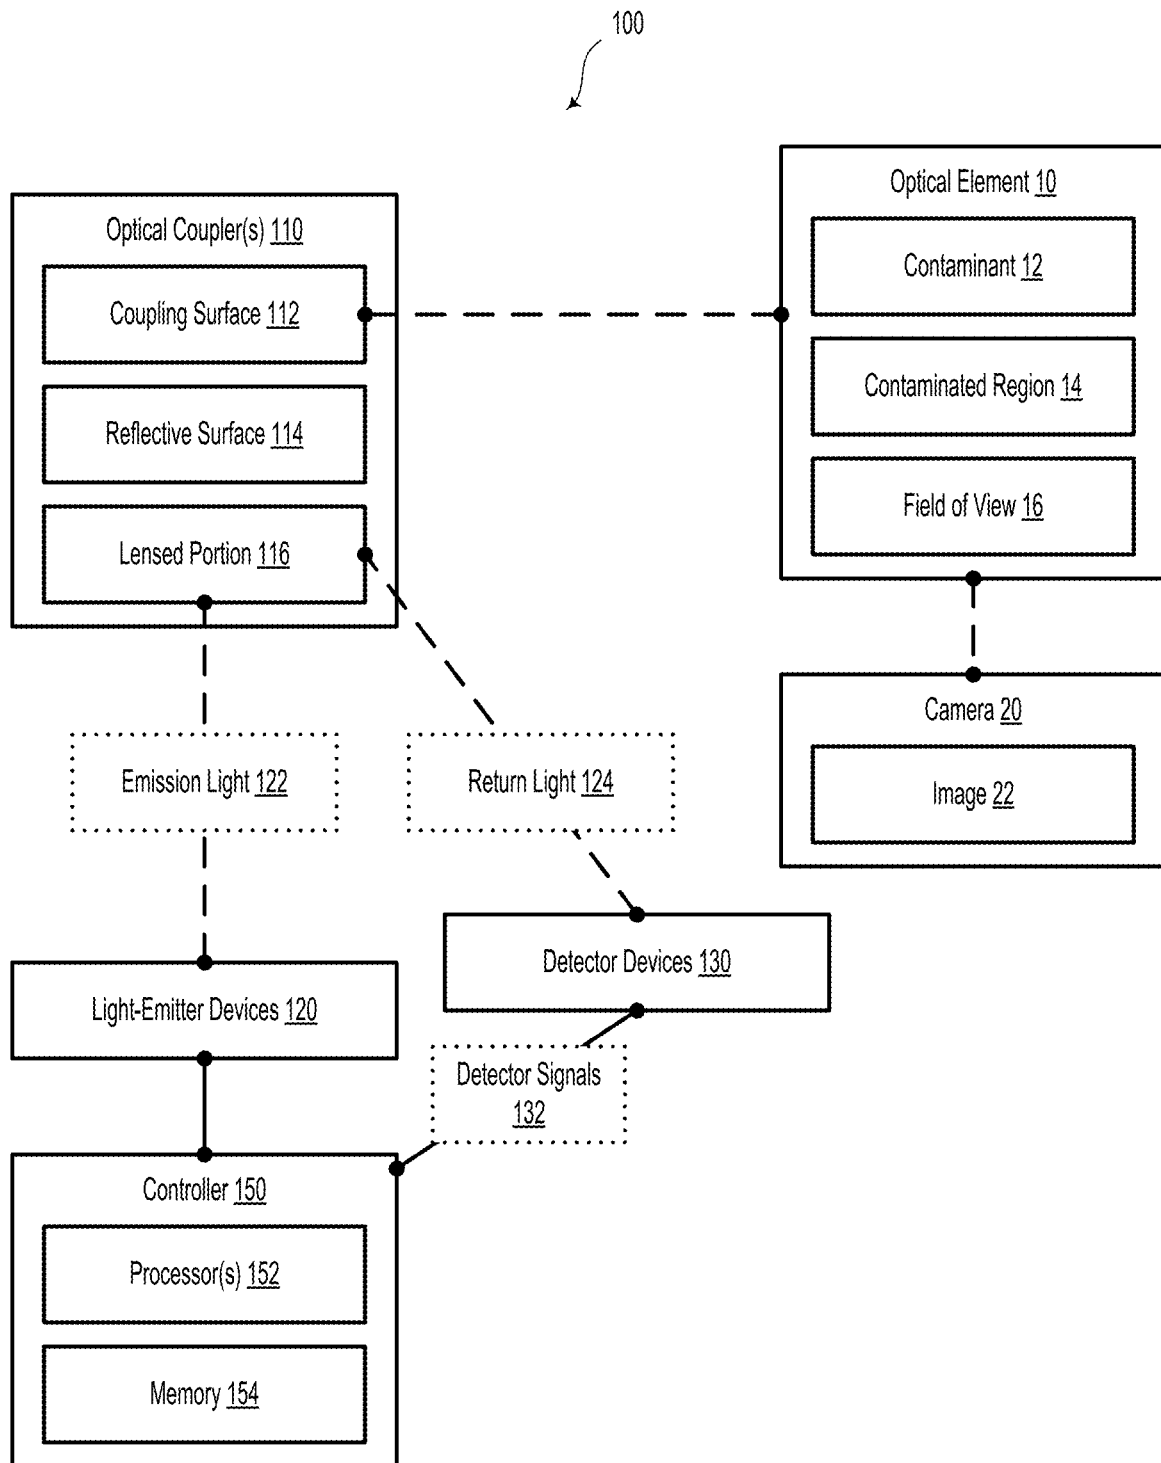 100
Optical Coupler(s) 110
Coupling Surface 112
Reflective Surface 114
Lensed Portion 116
Optical Element 10
Contaminant 12
Contaminated Region 14
Field of View 16
Camera 20
Image 22
Emission Light 122
Return Light 124
Detector Devices 130
Light-Emitter Devices 120
Detector Signals
132
Controller 150
Processor(s) 152
Memory 154